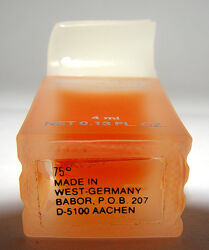 4 ml
NET 0.13 FL. OZ.
75°
MADE IN
WEST-GERMANY
BABOR, P.O.B. 207
D-5100 AACHEN